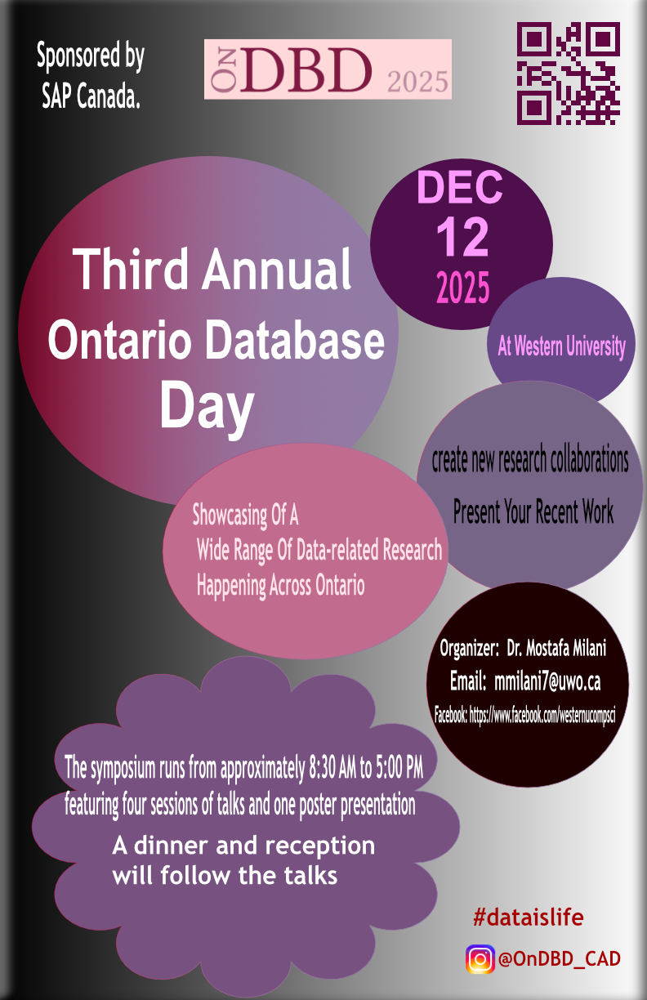 Sponsored by
SAP Canada.
ON DBD 2025
DEC
12
2025
Third Annual
Ontario Database
Day
At Western University
create new research collaborations
Present Your Recent Work
Showcasing Of A
Wide Range Of Data-related Research
Happening Across Ontario
Organizer: Dr. Mostafa Milani
Email: mmilani7@uwo.ca
Facebook: https://www.facebook.com/westernucompsci
The symposium runs from approximately 8:30 AM to 5:00 PM
featuring four sessions of talks and one poster presentation
A dinner and reception
will follow the talks
#dataislife
@OnDBD_CAD